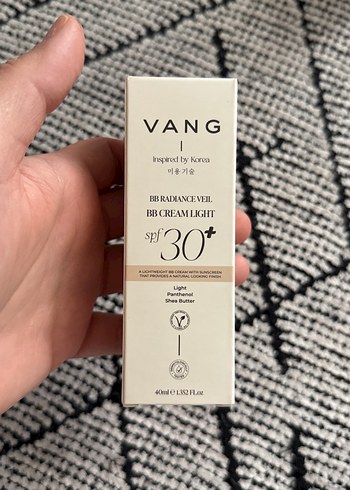 VANG
Inspired by Korea
미용 기술
BB RADIANCE VEIL
BB CREAM LIGHT
spf 30+
A LIGHTWEIGHT BB CREAM WITH SUNSCREEN
THAT PROVIDES A NATURAL-LOOKING FINISH.
Light
Panthenol
Shea Butter
40ml ℮ 1.352 Fl.oz